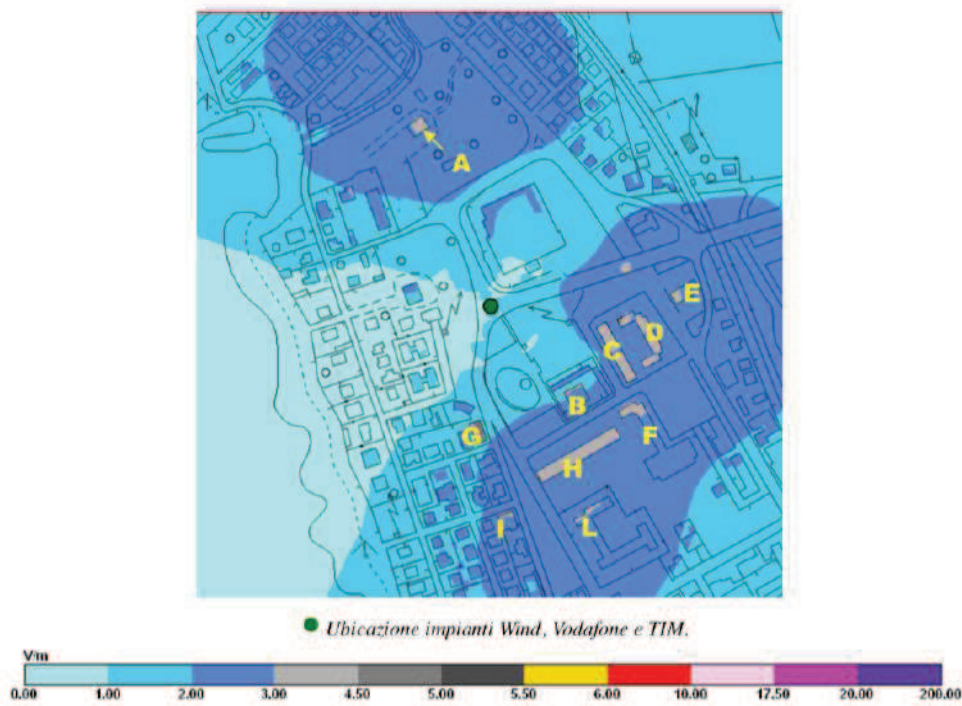 A
E
D
C
B
F
G
H
I
L
Ubicazione impianti Wind, Vodafone e TIM.
V/m
0.00 1.00 2.00 3.00 4.50 5.00 5.50 6.00 10.00 17.50 20.00 200.00